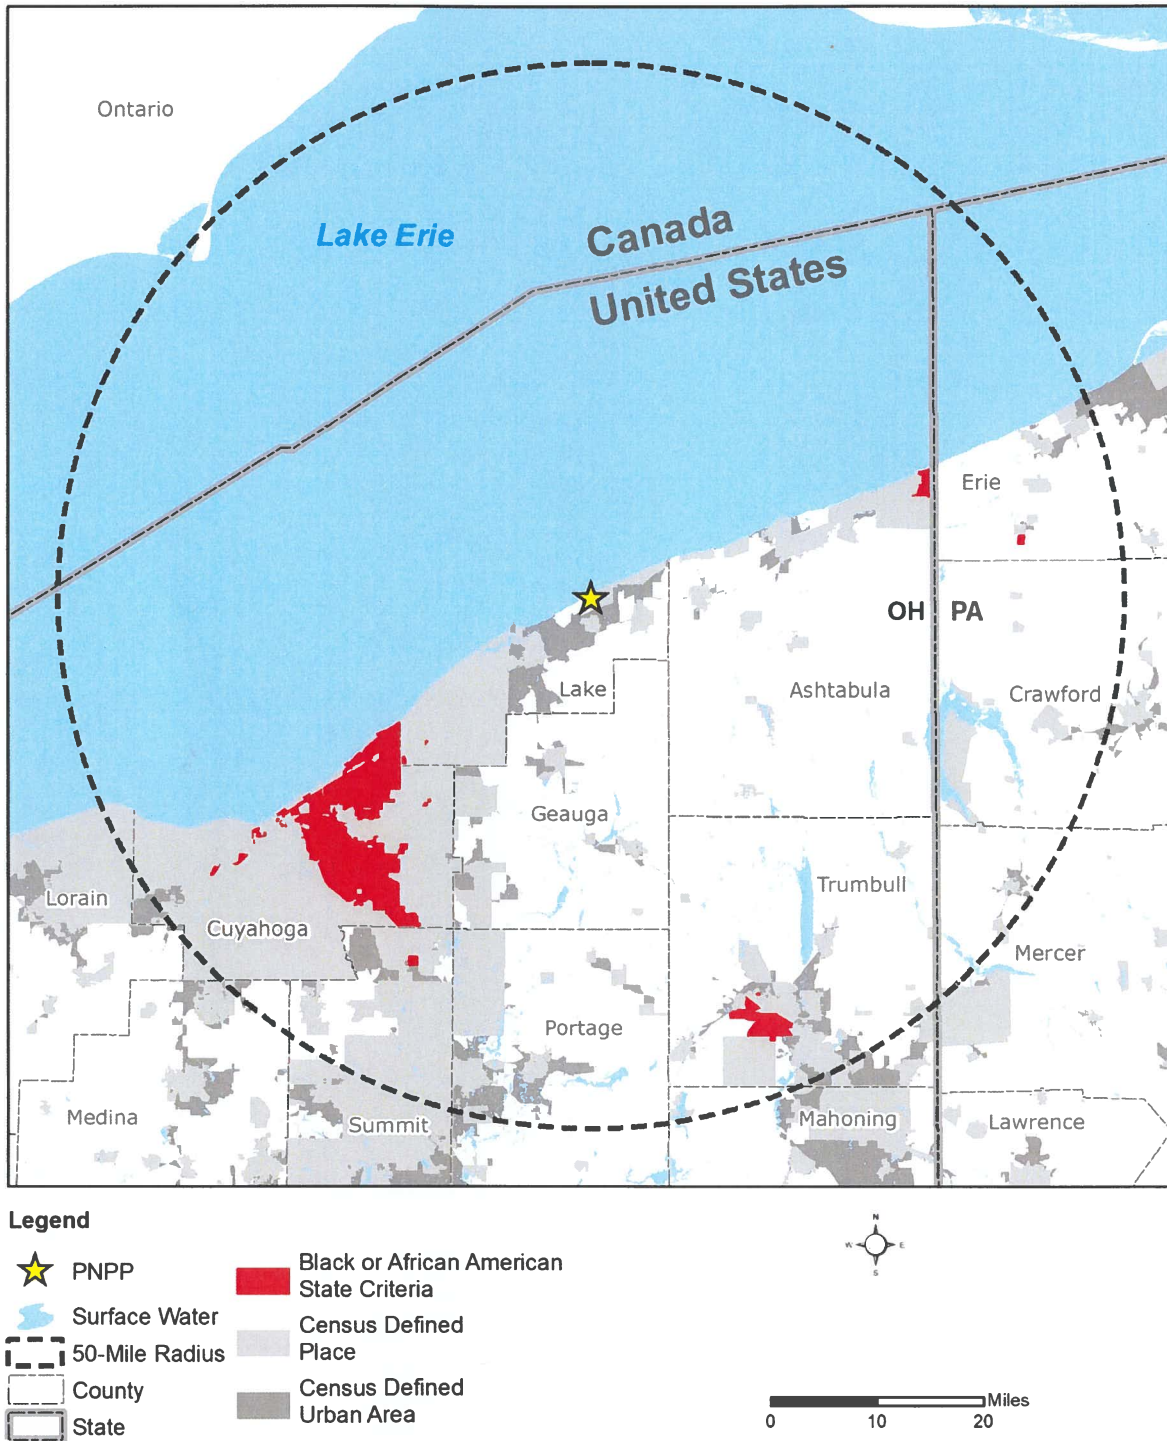 Ontario
Lake Erie
Canada
United States
Erie
OH
PA
Lake
Ashtabula
Crawford
Geauga
Trumbull
Lorain
Cuyahoga
Mercer
Portage
Medina
Summit
Mahoning
Lawrence
Legend
PNPP
Surface Water
50-Mile Radius
County
State
Black or African American
State Criteria
Census Defined
Place
Census Defined
Urban Area
N
W
E
S
Miles
0
10
20